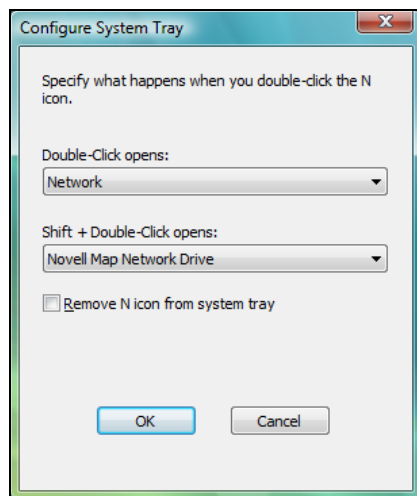 Configure System Tray
Specify what happens when you double-click the N
icon.
Double-Click opens:
Network
Shift + Double-Click opens:
Novell Map Network Drive
Remove N icon from system tray
OK
Cancel